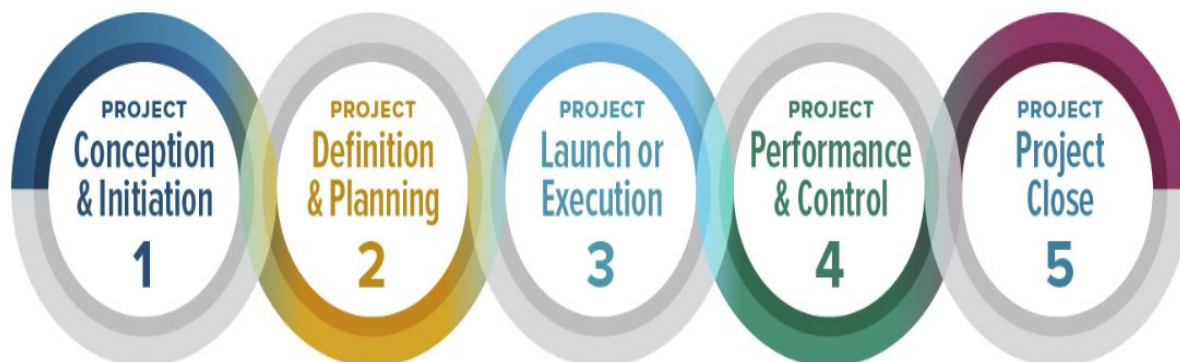 PROJECT
Conception
& Initiation
1
PROJECT
Definition
& Planning
2
PROJECT
Launch or
Execution
3
PROJECT
Performance
& Control
4
PROJECT
Project
Close
5